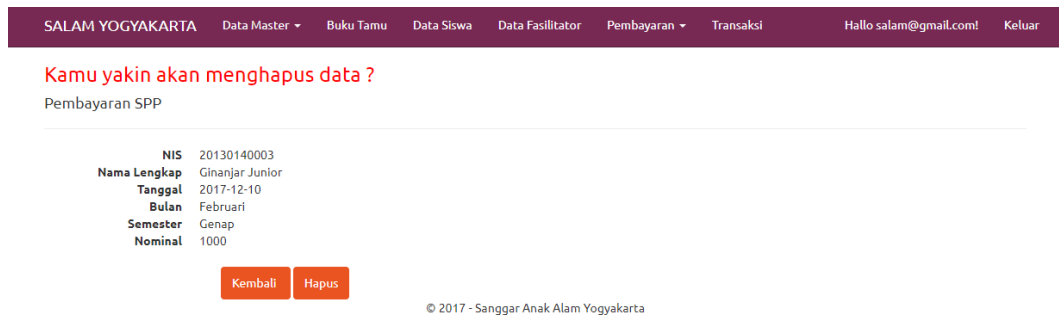 SALAM YOGYAKARTA Data Master Buku Tamu Data Siswa Data Fasilitator Pembayaran Transaksi Hallo salam@gmail.com! Keluar
Kamu yakin akan menghapus data ?
Pembayaran SPP
NIS 20130140003
Nama Lengkap Ginanjar Junior
Tanggal 2017-12-10
Bulan Februari
Semester Genap
Nominal 1000
Kembali Hapus
© 2017 - Sanggar Anak Alam Yogyakarta